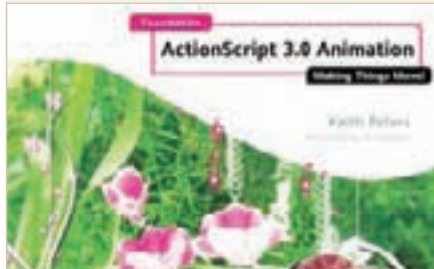 Foundation
ActionScript 3.0 Animation
Making Things Move!
Keith Peters